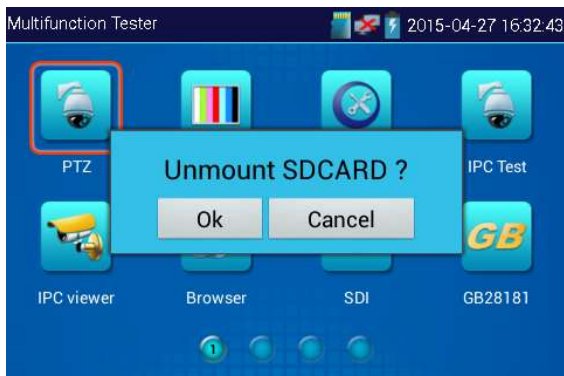 Multifunction Tester 2015-04-27 16:32:43
Unmount SDCARD ?
Ok Cancel
PTZ IPC Test
GB
IPC viewer Browser SDI GB28181
1